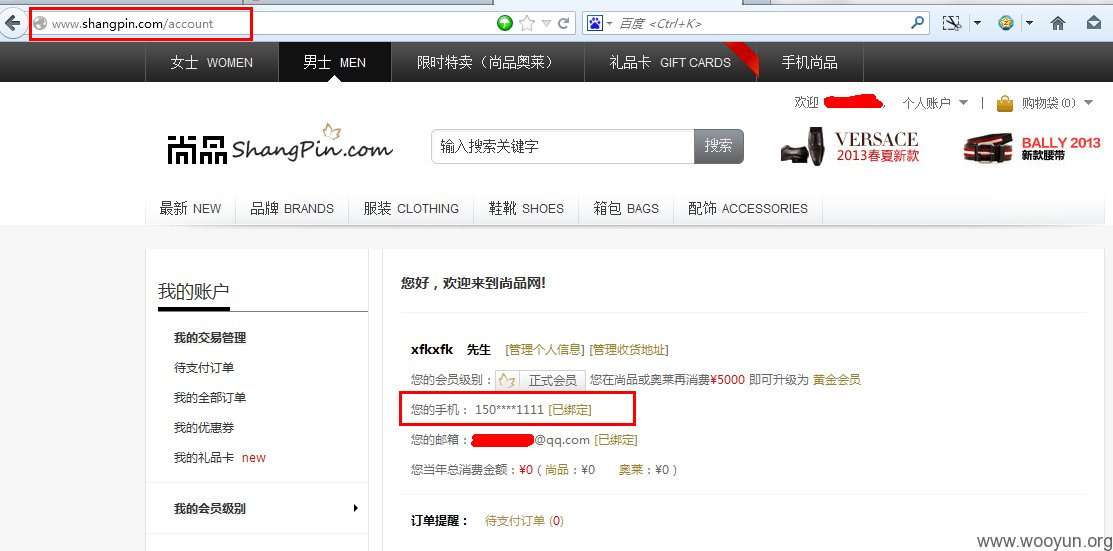 www.shangpin.com/account
百度 <Ctrl+K>
女士 WOMEN 男士 MEN 限时特卖（尚品奥莱） 礼品卡 GIFT CARDS 手机尚品
欢迎 个人账户 | 购物袋(0)
尚品 ShangPin.com
输入搜索关键字 搜索
VERSACE
2013春夏新款
BALLY 2013
新款腰带
最新 NEW 品牌 BRANDS 服装 CLOTHING 鞋靴 SHOES 箱包 BAGS 配饰 ACCESSORIES
我的账户
我的交易管理
待支付订单
我的全部订单
我的优惠券
我的礼品卡 new
我的会员级别
您好，欢迎来到尚品网!
xfkxfk 先生 [管理个人信息] [管理收货地址]
您的会员级别： 正式会员 您在尚品或奥莱再消费¥5000 即可升级为 黄金会员
您的手机： 150****1111 [已绑定]
您的邮箱： @qq.com [已绑定]
您当年总消费金额：¥0 ( 尚品：¥0 奥莱：¥0 )
订单提醒： 待支付订单 (0)
www.wooyun.org